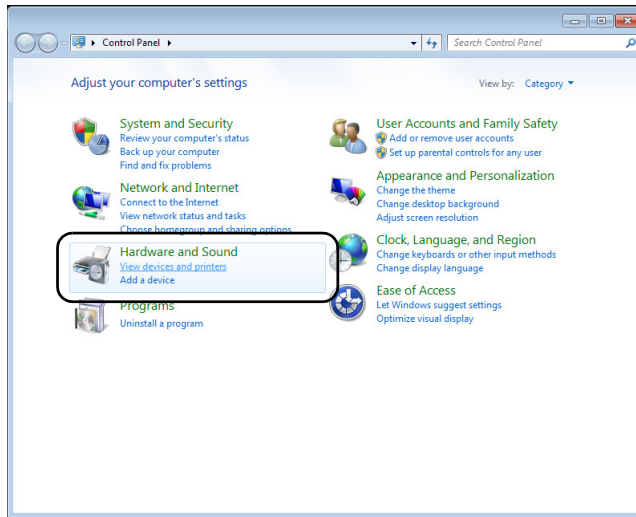 Control Panel
Search Control Panel
Adjust your computer's settings
View by: Category
System and Security
Review your computer's status
Back up your computer
Find and fix problems
Network and Internet
Connect to the Internet
View network status and tasks
Choose homegroup and sharing options
Hardware and Sound
View devices and printers
Add a device
Programs
Uninstall a program
User Accounts and Family Safety
Add or remove user accounts
Set up parental controls for any user
Appearance and Personalization
Change the theme
Change desktop background
Adjust screen resolution
Clock, Language, and Region
Change keyboards or other input methods
Change display language
Ease of Access
Let Windows suggest settings
Optimize visual display